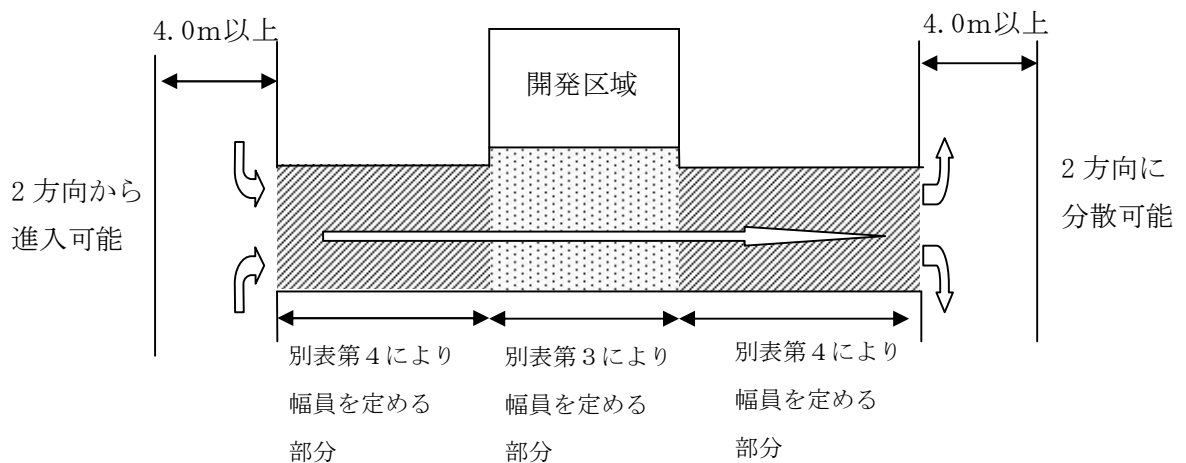 4.0m以上
4.0m以上
開発区域
2方向から
進入可能
2方向に
分散可能
別表第4により
幅員を定める
部分
別表第3により
幅員を定める
部分
別表第4により
幅員を定める
部分